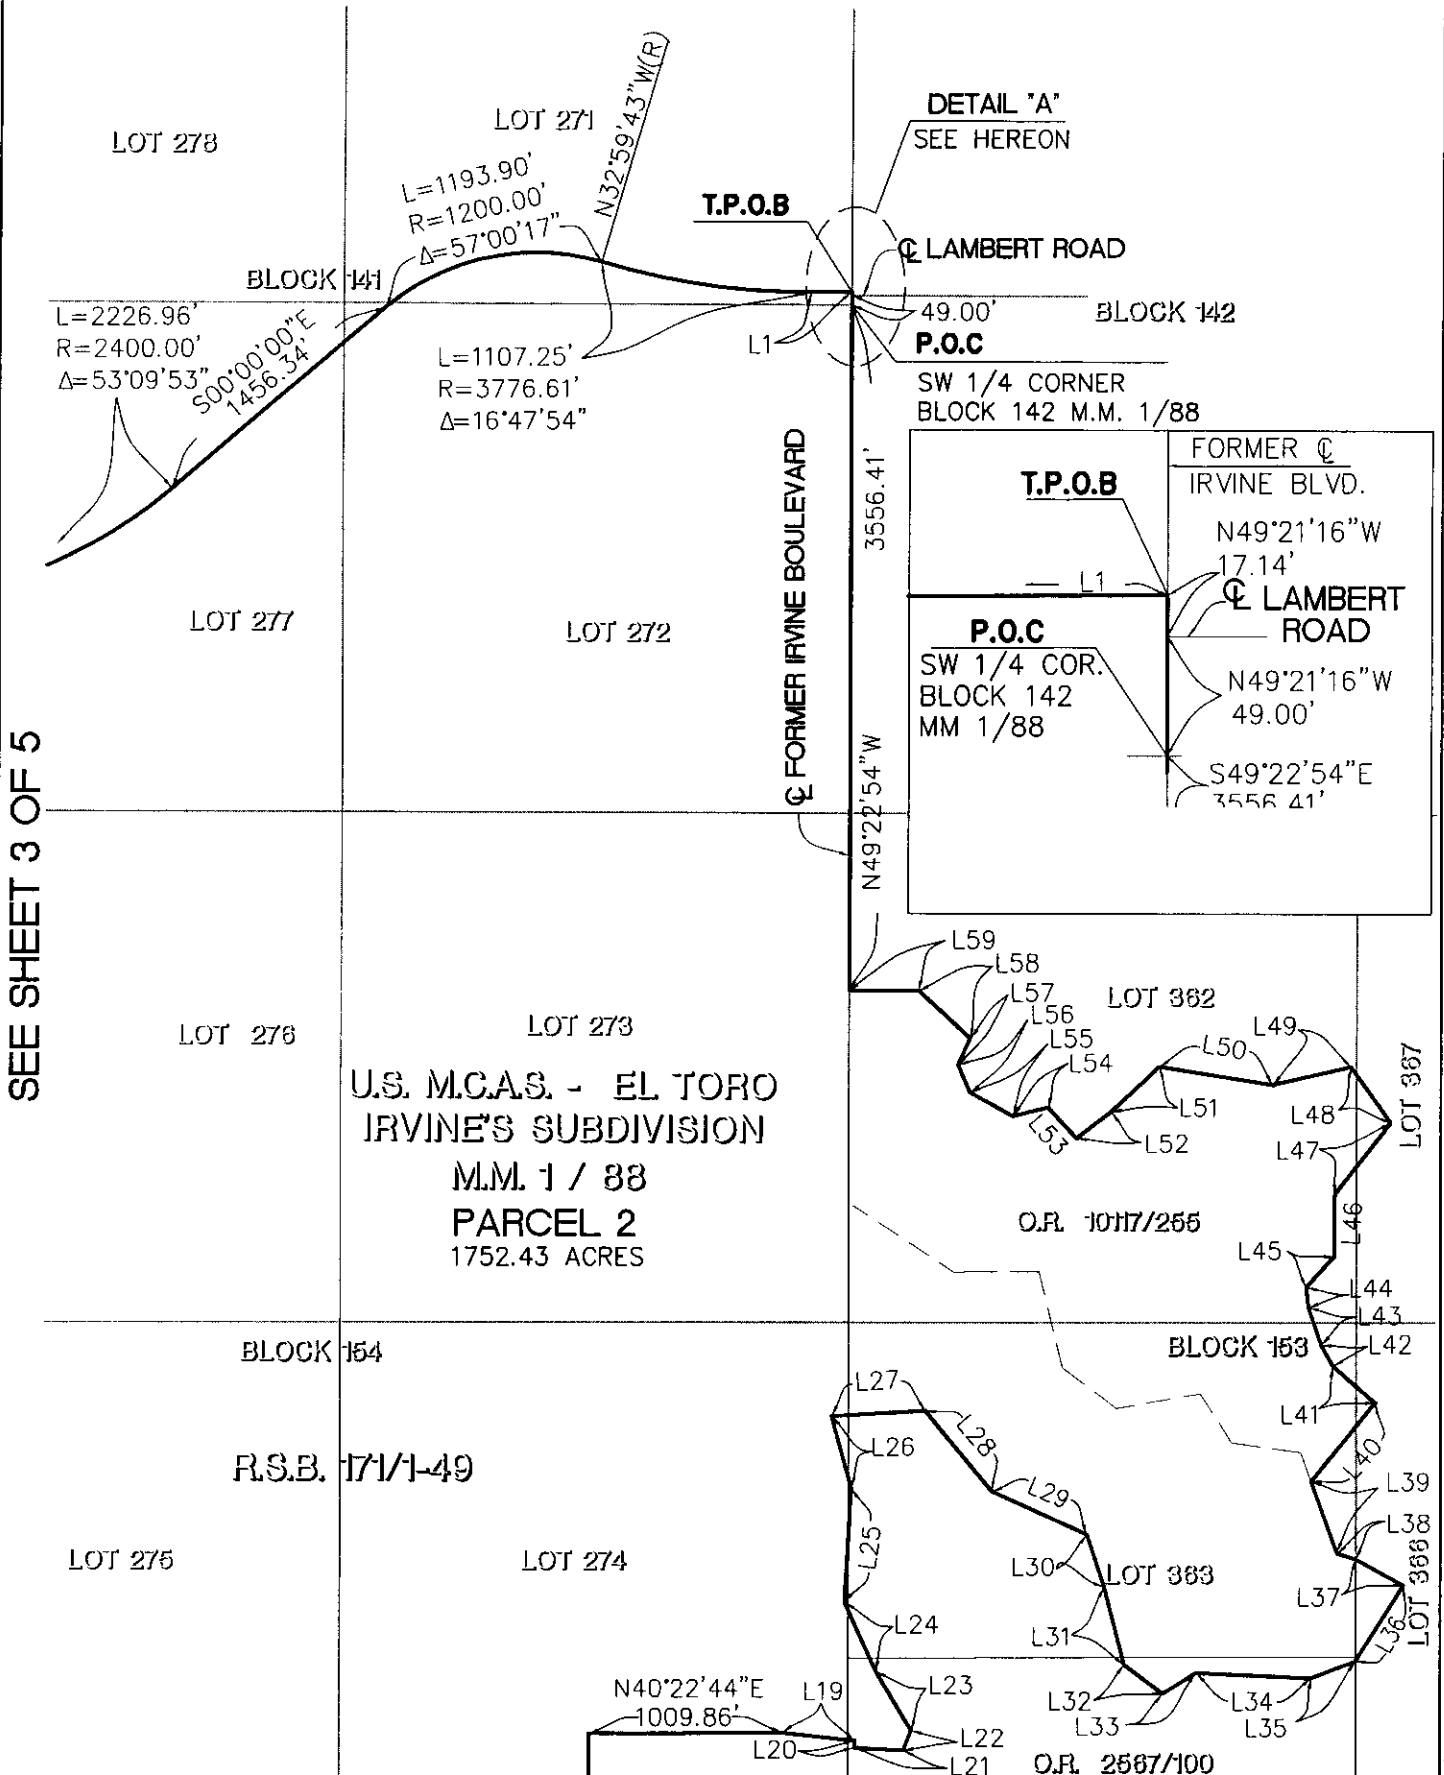 LOT 278
LOT 271
N32°59'43"W(R)
DETAIL "A"
SEE HEREON
L=1193.90'
R=1200.00'
Δ=57°00'17"
T.P.O.B
℄ LAMBERT ROAD
BLOCK 141
L=2226.96'
R=2400.00'
Δ=53°09'53"
S00°00'00"E
1456.34'
L=1107.25'
R=3776.61'
Δ=16°47'54"
L1
49.00'
BLOCK 142
P.O.C
SW 1/4 CORNER
BLOCK 142 M.M. 1/88
FORMER ℄
IRVINE BLVD.
T.P.O.B
N49°21'16"W
17.14'
L1
℄ LAMBERT
ROAD
P.O.C
SW 1/4 COR.
BLOCK 142
MM 1/88
N49°21'16"W
49.00'
S49°22'54"E
3556.41'
℄ FORMER IRVINE BOULEVARD
3556.41'
N49°22'54"W
LOT 277
LOT 272
SEE SHEET 3 OF 5
L59
L58
L57
L56
L55
L54
L53
LOT 362
L50
L49
L51
L52
L48
L47
LOT 367
LOT 276
LOT 273
U.S. M.C.A.S. - EL TORO
IRVINE'S SUBDIVISION
M.M. 1 / 88
PARCEL 2
1752.43 ACRES
O.R. 10117/255
L46
L45
L44
L43
L42
BLOCK 154
BLOCK 153
L41
L40
L39
L38
L37
LOT 366
L36
L27
L26
L28
L29
L25
R.S.B. 171/1-49
LOT 275
LOT 274
L30
LOT 363
L31
L24
L23
L32
L33
L34
L35
N40°22'44"E
1009.86'
L19
L20
L22
L21
O.R. 2567/100